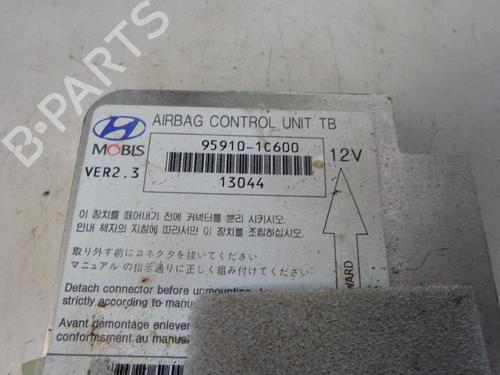 B-PARTS
AIRBAG CONTROL UNIT TB
MOBIS
95910-1C600
12V
VER2.3
13044
이 장치를 떼어내기 전에 커넥터를 분리 시키시오.
안내 책자의 지침에 따라서만 이 장치를 조립하십시오.
取り外す前にコネクタを抜いてください
マニュアル の指示通りに正しく組み付けてください
Detach connector before unmounting.
strictly according to manu
Avant démontage enlever
conformsment au manuel
WARD